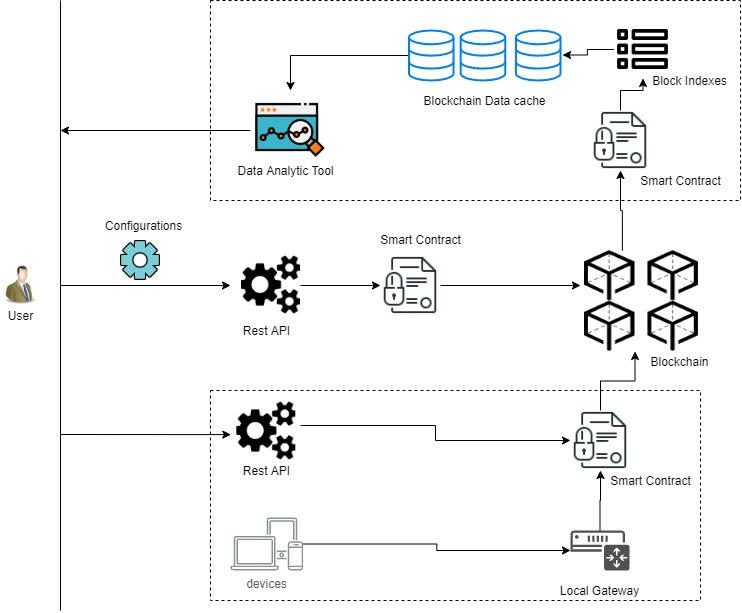 Block Indexes
Blockchain Data cache
Data Analytic Tool
Smart Contract
Configurations
Smart Contract
User
Rest API
Blockchain
Rest API
Smart Contract
devices
Local Gateway